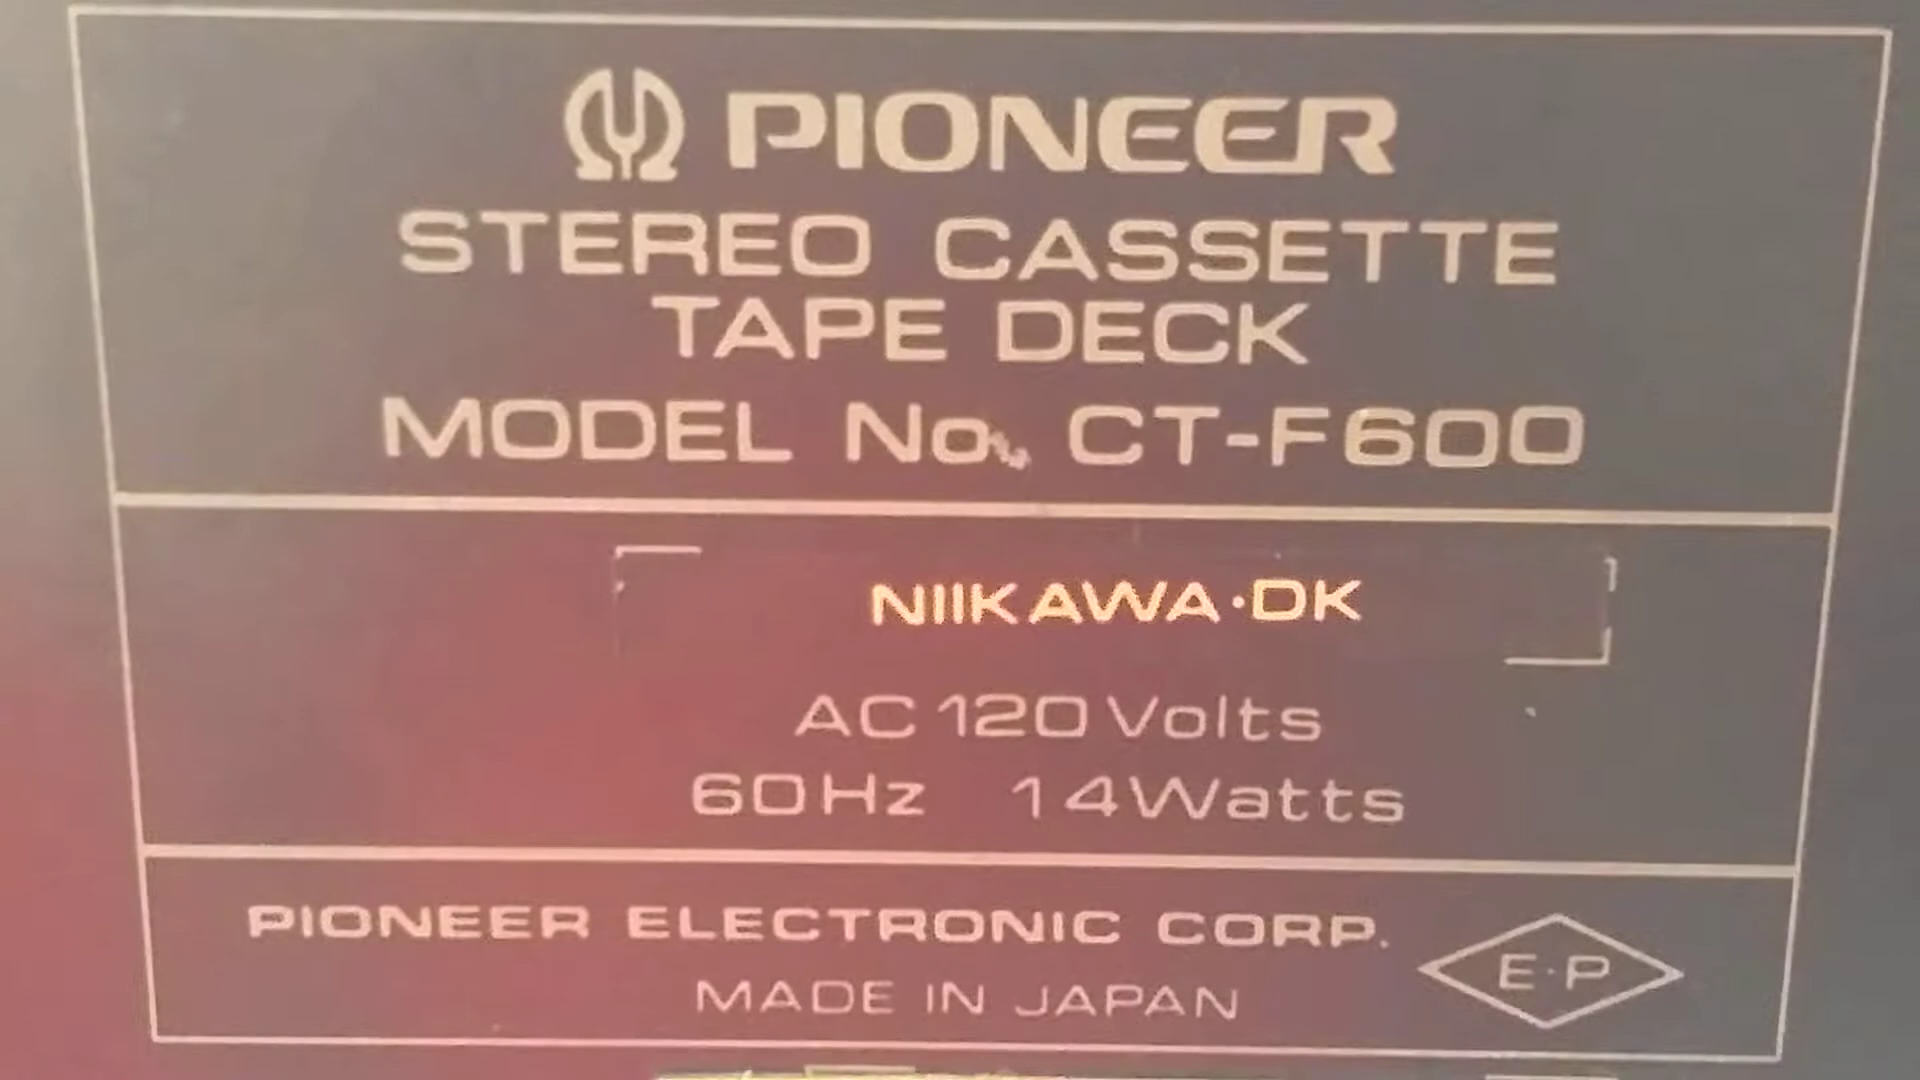 PIONEER
STEREO CASSETTE
TAPE DECK
MODEL No. CT-F600
NIIKAWA·DK
AC 120 Volts
60Hz 14Watts
PIONEER ELECTRONIC CORP.
MADE IN JAPAN
E·P